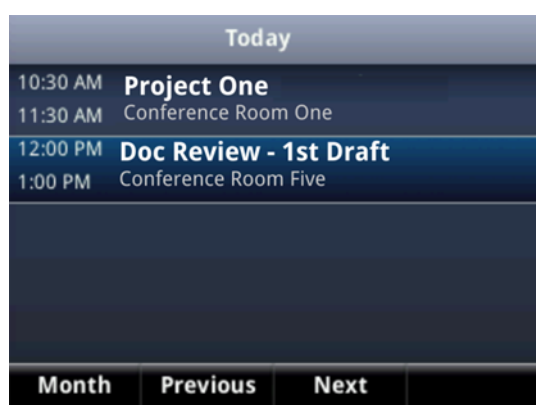 Today
10:30 AM Project One
11:30 AM Conference Room One
12:00 PM Doc Review - 1st Draft
1:00 PM Conference Room Five
Month Previous Next